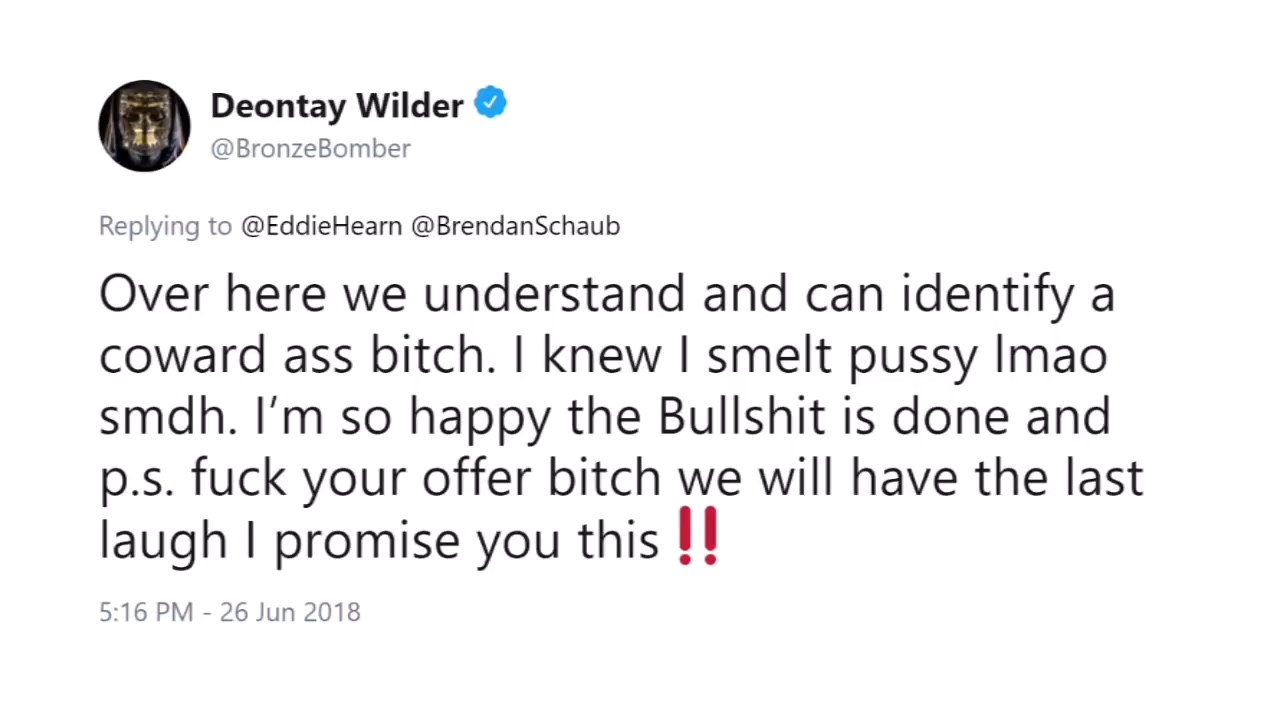 Deontay Wilder
@BronzeBomber
Replying to @EddieHearn @BrendanSchaub
Over here we understand and can identify a
coward ass bitch. I knew I smelt pussy lmao
smdh. I’m so happy the Bullshit is done and
p.s. fuck your offer bitch we will have the last
laugh I promise you this‼️
5:16 PM - 26 Jun 2018